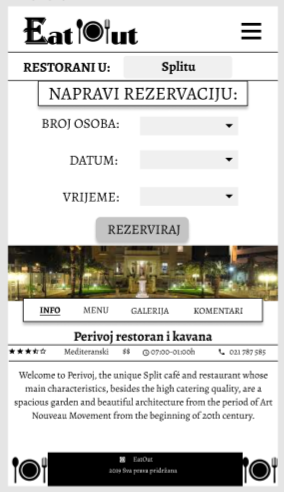 Eat Out
RESTORANI U: Splitu
NAPRAVI REZERVACIJU:
BROJ OSOBA:
DATUM:
VRIJEME:
REZERVIRAJ
INFO MENU GALERIJA KOMENTARI
Perivoj restoran i kavana
Mediteranski $$ 07:00-01:00h 021 787 585
Welcome to Perivoj, the unique Split café and restaurant whose
main characteristics, besides the high catering quality, are a
spacious garden and beautiful architecture from the period of Art
Nouveau Movement from the beginning of 20th century.
EatOut
2019 Sva prava pridržana